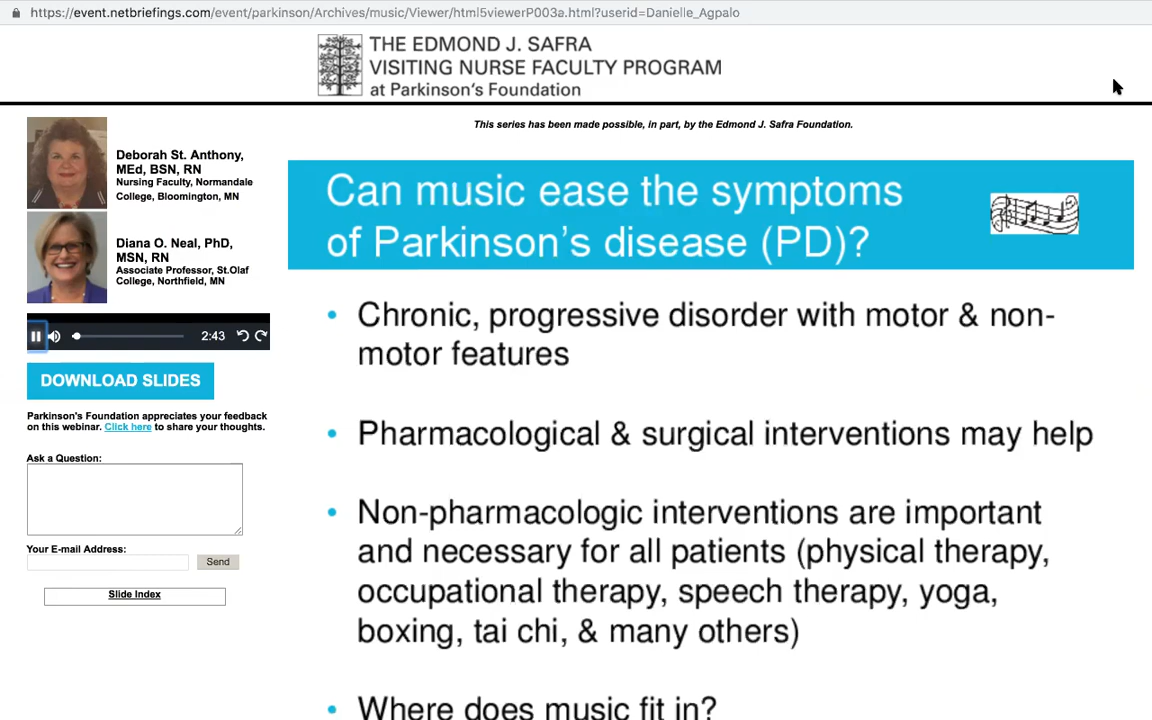 https://event.netbriefings.com/event/parkinson/Archives/music/Viewer/html5viewerP003a.html?userid=Danielle_Agpalo
THE EDMOND J. SAFRA
VISITING NURSE FACULTY PROGRAM
at Parkinson's Foundation
This series has been made possible, in part, by the Edmond J. Safra Foundation.
Deborah St. Anthony,
MEd, BSN, RN
Nursing Faculty, Normandale
College, Bloomington, MN
Diana O. Neal, PhD,
MSN, RN
Associate Professor, St.Olaf
College, Northfield, MN
2:43
DOWNLOAD SLIDES
Parkinson's Foundation appreciates your feedback
on this webinar. Click here to share your thoughts.
Ask a Question:
Your E-mail Address:
Send
Slide Index
Can music ease the symptoms
of Parkinson's disease (PD)?
• Chronic, progressive disorder with motor & non-
motor features
• Pharmacological & surgical interventions may help
• Non-pharmacologic interventions are important
and necessary for all patients (physical therapy,
occupational therapy, speech therapy, yoga,
boxing, tai chi, & many others)
• Where does music fit in?